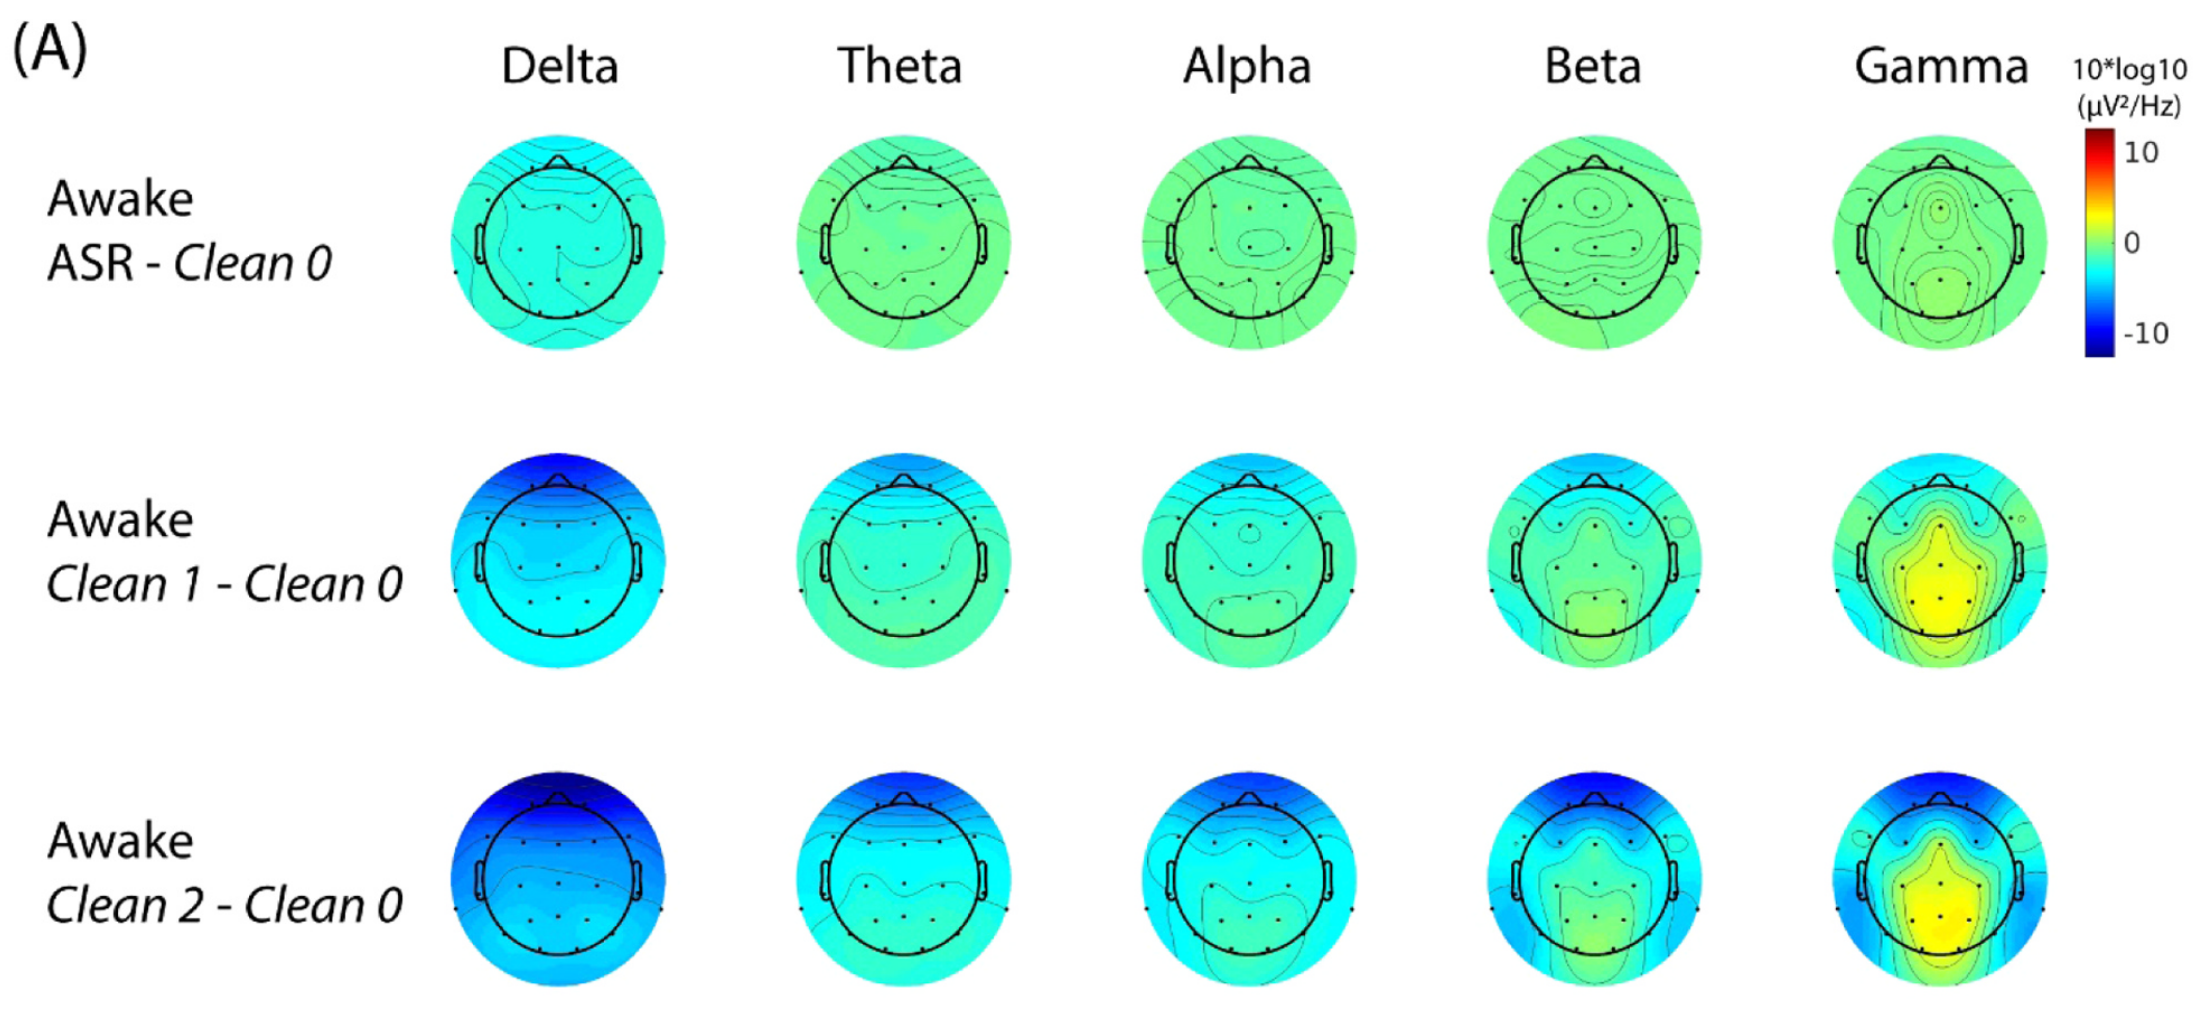 (A)
Delta
Theta
Alpha
Beta
Gamma
10*log10
(µV²/Hz)
10
0
-10
Awake
ASR - Clean 0
Awake
Clean 1 - Clean 0
Awake
Clean 2 - Clean 0